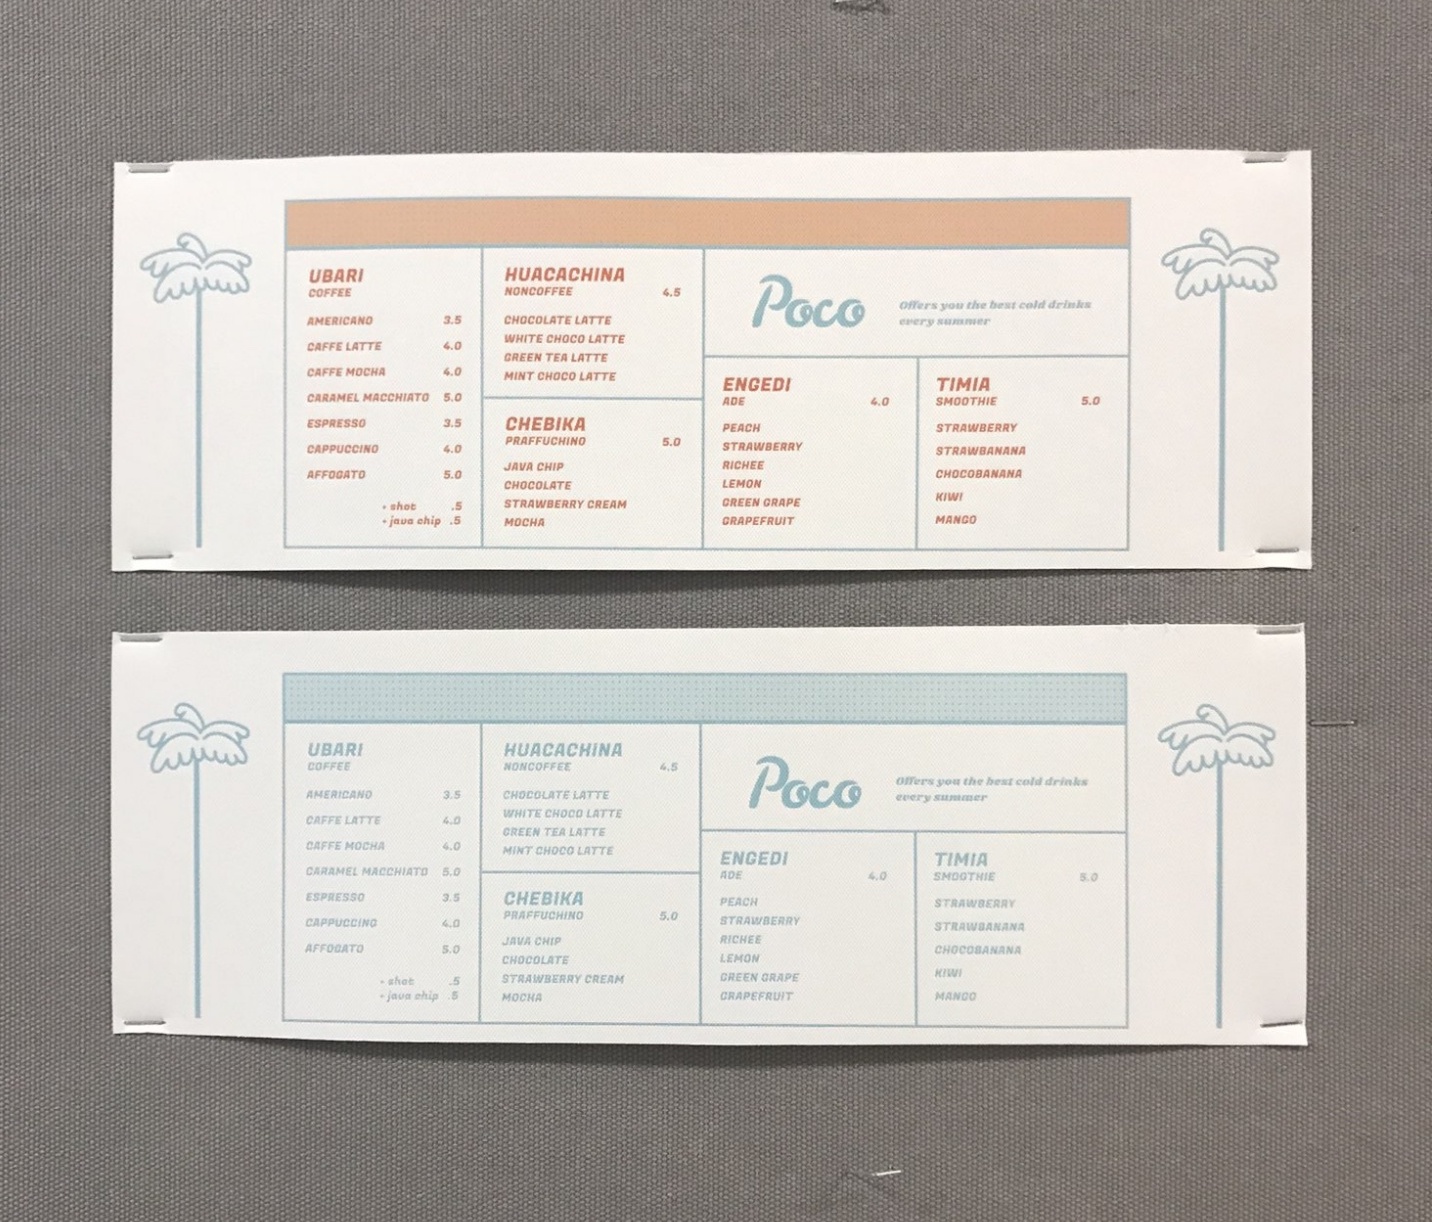 UBARI
COFFEE
AMERICANO 3.5
CAFFE LATTE 4.0
CAFFE MOCHA 4.0
CARAMEL MACCHIATO 5.0
ESPRESSO 3.5
CAPPUCCINO 4.0
AFFOGATO 5.0
+ shot .5
+ java chip .5
HUACACHINA
NONCOFFEE 4.5
CHOCOLATE LATTE
WHITE CHOCO LATTE
GREEN TEA LATTE
MINT CHOCO LATTE
CHEBIKA
PRAFFUCHINO 5.0
JAVA CHIP
CHOCOLATE
STRAWBERRY CREAM
MOCHA
Poco
Offers you the best cold drinks
every summer
ENGEDI
ADE 4.0
PEACH
STRAWBERRY
RICHEE
LEMON
GREEN GRAPE
GRAPEFRUIT
TIMIA
SMOOTHIE 5.0
STRAWBERRY
STRAWBANANA
CHOCOBANANA
KIWI
MANGO
UBARI
COFFEE
AMERICANO 3.5
CAFFE LATTE 4.0
CAFFE MOCHA 4.0
CARAMEL MACCHIATO 5.0
ESPRESSO 3.5
CAPPUCCINO 4.0
AFFOGATO 5.0
+ shot .5
+ java chip .5
HUACACHINA
NONCOFFEE 4.5
CHOCOLATE LATTE
WHITE CHOCO LATTE
GREEN TEA LATTE
MINT CHOCO LATTE
CHEBIKA
PRAFFUCHINO 5.0
JAVA CHIP
CHOCOLATE
STRAWBERRY CREAM
MOCHA
Poco
Offers you the best cold drinks
every summer
ENGEDI
ADE 4.0
PEACH
STRAWBERRY
RICHEE
LEMON
GREEN GRAPE
GRAPEFRUIT
TIMIA
SMOOTHIE 5.0
STRAWBERRY
STRAWBANANA
CHOCOBANANA
KIWI
MANGO